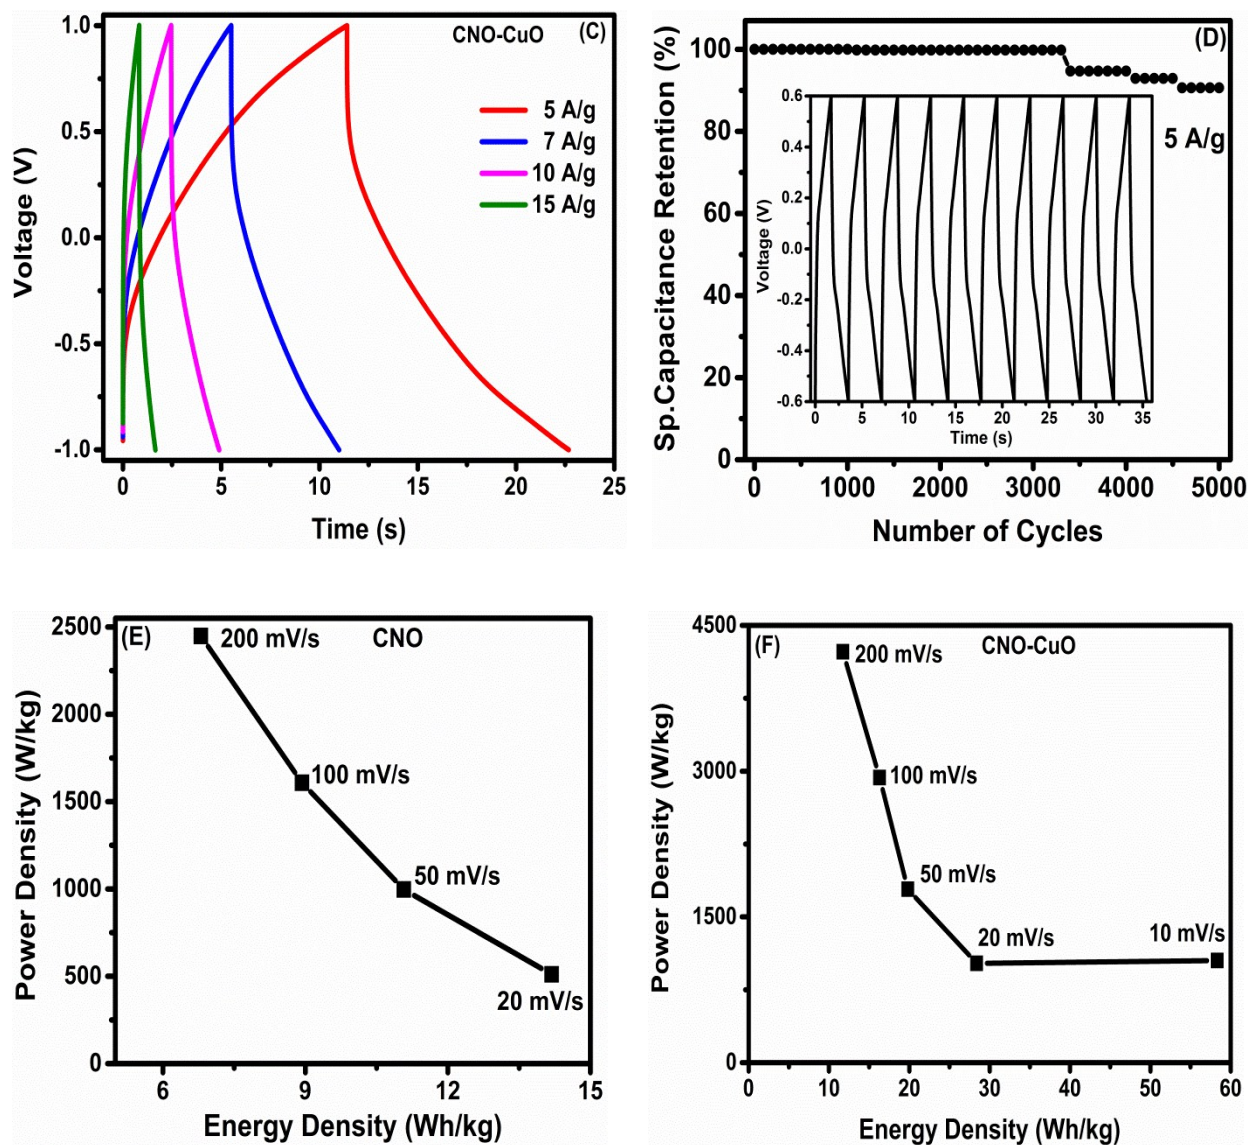 (C)
CNO-CuO
5 A/g
7 A/g
10 A/g
15 A/g
1.0
0.5
0.0
-0.5
-1.0
Voltage (V)
0 5 10 15 20 25
Time (s)
(D)
5 A/g
100
80
60
40
20
0
Sp.Capacitance Retention (%)
0.6
0.4
0.2
0.0
-0.2
-0.4
-0.6
Voltage (V)
0 5 10 15 20 25 30 35
Time (s)
0 1000 2000 3000 4000 5000
Number of Cycles
(E)
CNO
200 mV/s
100 mV/s
50 mV/s
20 mV/s
2500
2000
1500
1000
500
0
Power Density (W/kg)
6 9 12 15
Energy Density (Wh/kg)
(F)
CNO-CuO
200 mV/s
100 mV/s
50 mV/s
20 mV/s
10 mV/s
4500
3000
1500
0
Power Density (W/kg)
0 10 20 30 40 50 60
Energy Density (Wh/kg)